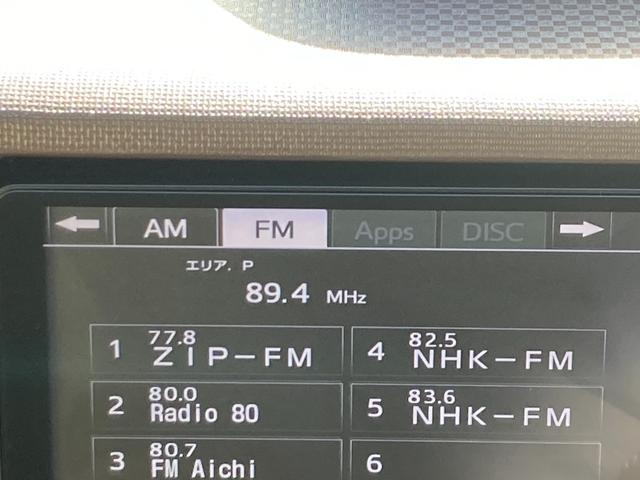 AM FM Apps DISC
エリア. P
89.4 MHz
1 77.8 ZIP-FM
4 82.5 NHK-FM
2 80.0 Radio 80
5 83.6 NHK-FM
3 80.7 FM Aichi
6